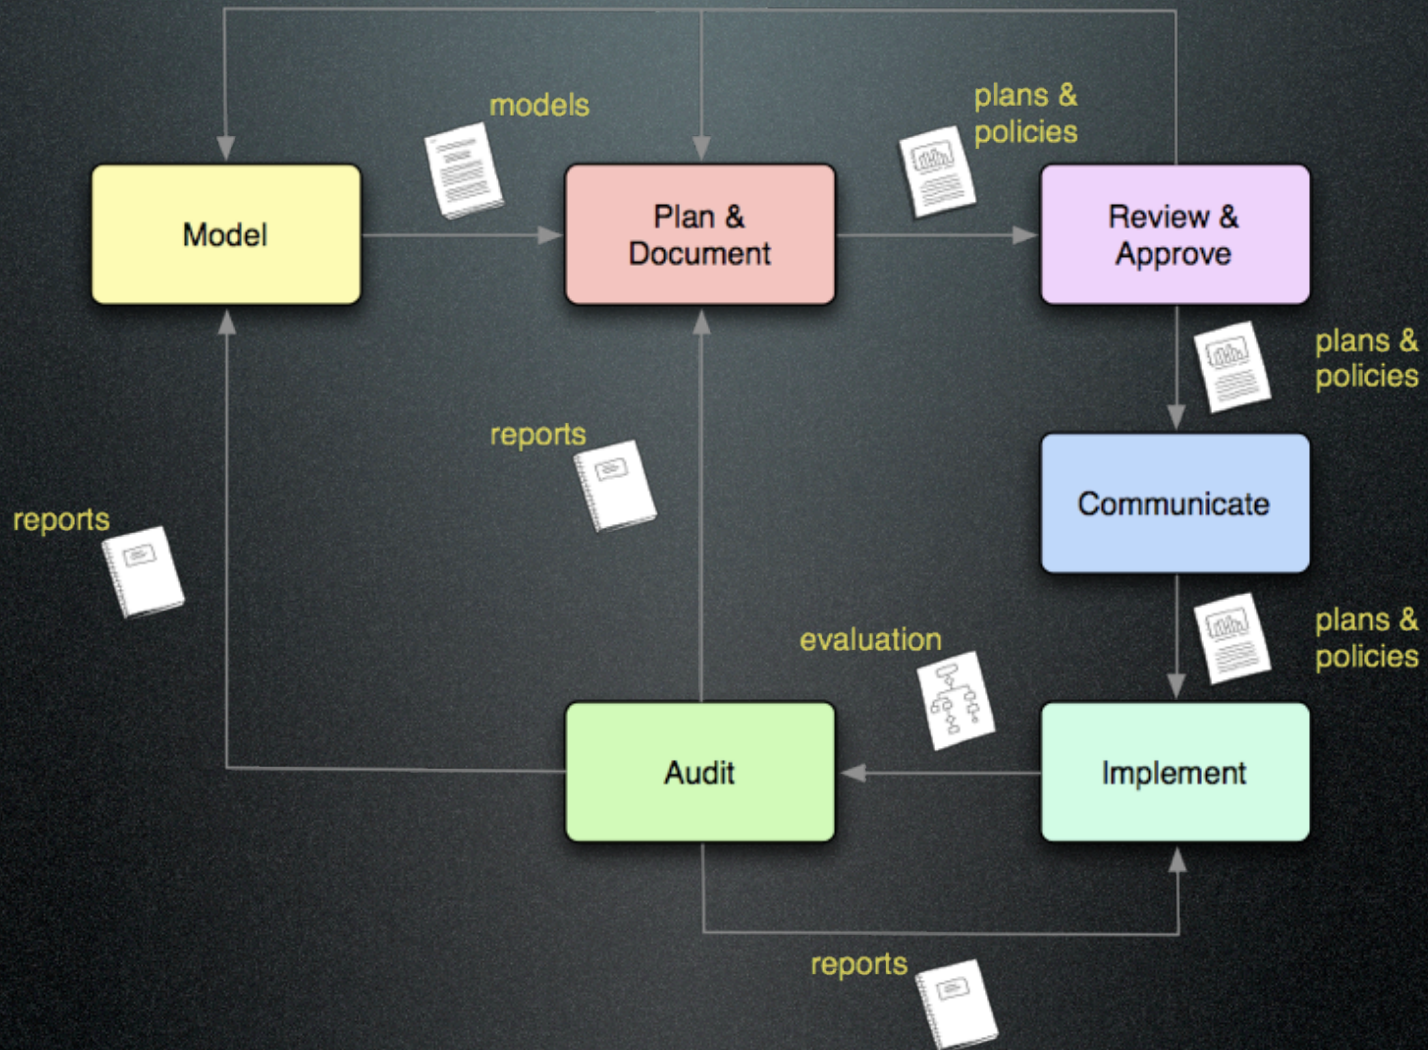 models
plans &
policies
Model
Plan &
Document
Review &
Approve
plans &
policies
reports
Communicate
reports
plans &
policies
evaluation
Audit
Implement
reports